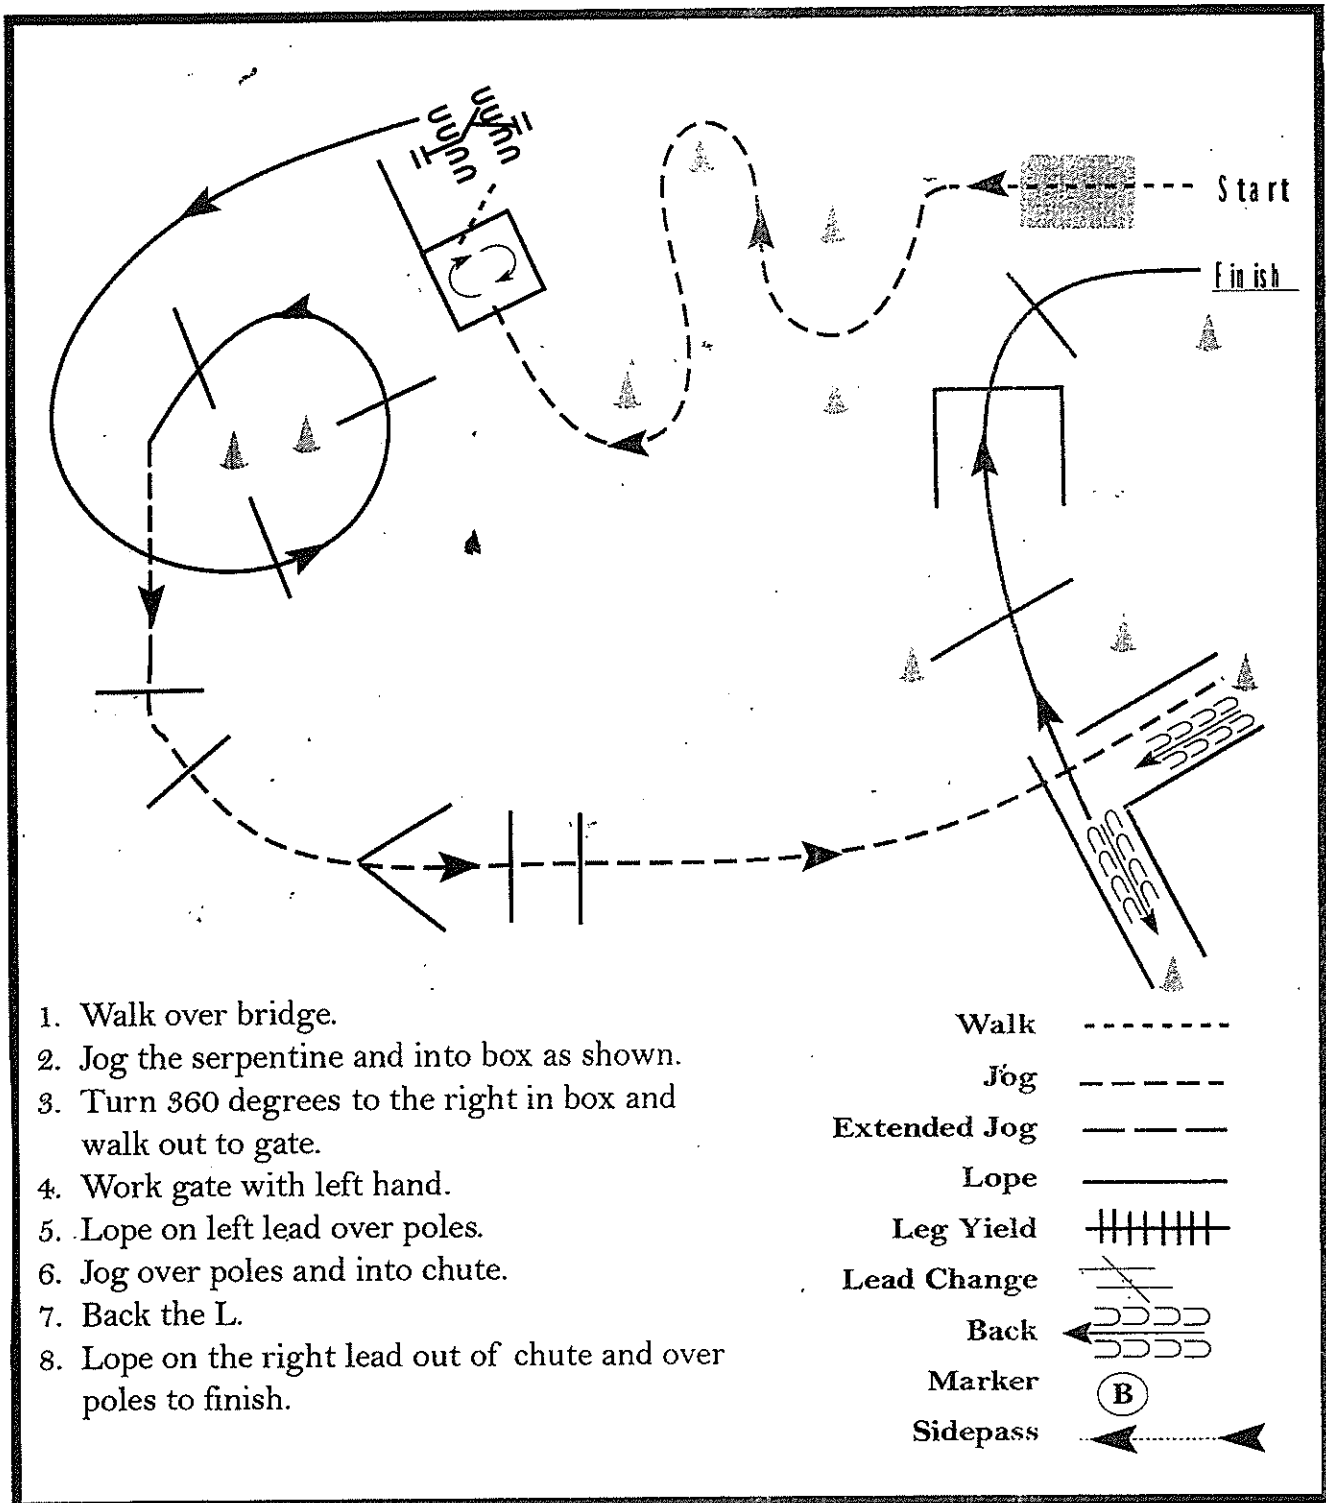 Start
Finish
1. Walk over bridge.
2. Jog the serpentine and into box as shown.
3. Turn 360 degrees to the right in box and
walk out to gate.
4. Work gate with left hand.
5. Lope on left lead over poles.
6. Jog over poles and into chute.
7. Back the L.
8. Lope on the right lead out of chute and over
poles to finish.
Walk
Jog
Extended Jog
Lope
Leg Yield
Lead Change
Back
Marker B
Sidepass